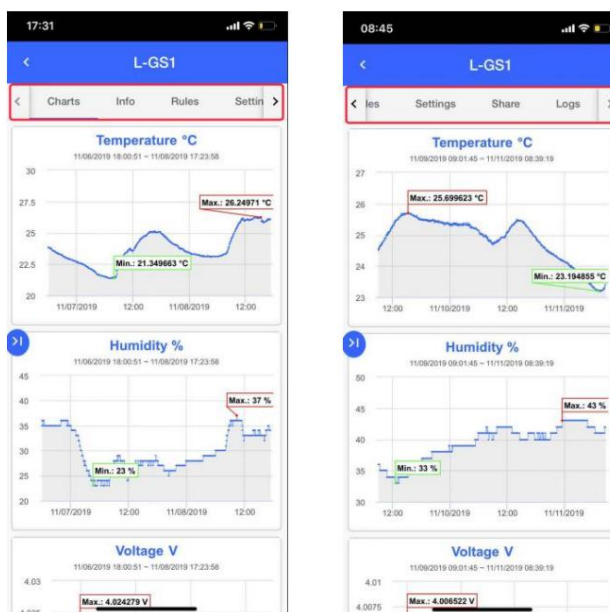 17:31
L-GS1
Charts Info Rules Settin
Temperature °C
11/06/2019 18:00:51 ~ 11/08/2019 17:23:58
30
27.5
25
22.5
20
Max.: 26.24971 °C
Min.: 21.349663 °C
11/07/2019 12:00 11/08/2019 12:00
Humidity %
11/06/2019 18:00:51 ~ 11/08/2019 17:23:58
45
40
35
30
25
20
Max.: 37 %
Min.: 23 %
11/07/2019 12:00 11/08/2019 12:00
Voltage V
11/06/2019 18:00:51 ~ 11/08/2019 17:23:58
4.03
Max.: 4.024279 V
08:45
L-GS1
les Settings Share Logs
Temperature °C
11/09/2019 09:01:45 ~ 11/11/2019 08:39:19
27
26
25
24
23
Max.: 25.699623 °C
Min.: 23.194855 °C
12:00 11/10/2019 12:00 11/11/2019
Humidity %
11/09/2019 09:01:45 ~ 11/11/2019 08:39:19
50
45
40
35
30
Max.: 43 %
Min.: 33 %
12:00 11/10/2019 12:00 11/11/2019
Voltage V
11/09/2019 09:01:45 ~ 11/11/2019 08:39:19
4.01
4.0075
Max.: 4.006522 V